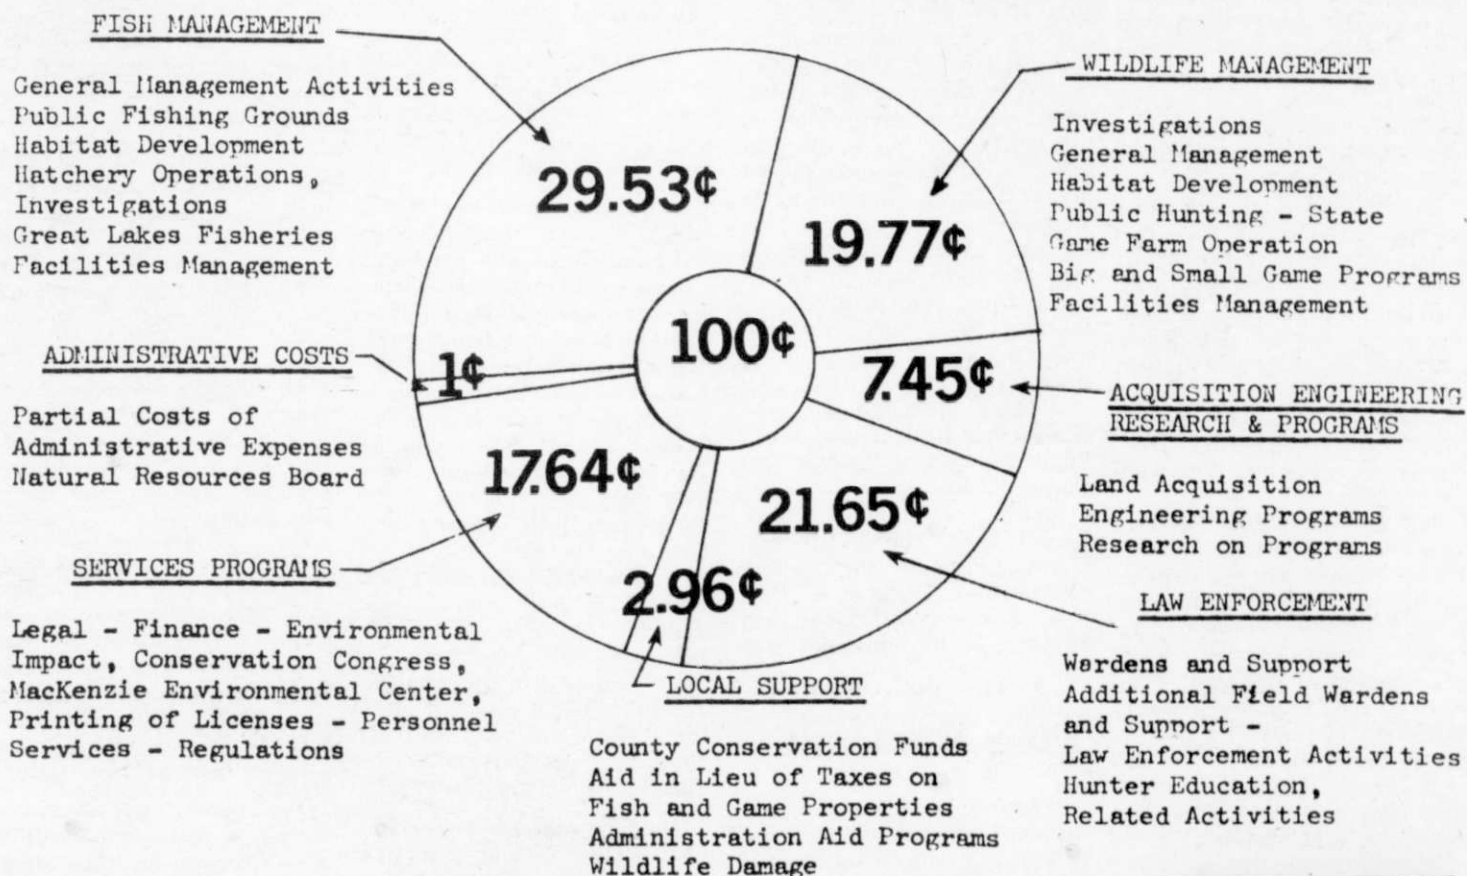 FISH MANAGEMENT
General Management Activities
Public Fishing Grounds
Habitat Development
Hatchery Operations,
Investigations
Great Lakes Fisheries
Facilities Management
29.53¢
WILDLIFE MANAGEMENT
Investigations
General Management
Habitat Development
Public Hunting - State
Game Farm Operation
Big and Small Game Programs
Facilities Management
19.77¢
100¢
ADMINISTRATIVE COSTS
1¢
Partial Costs of
Administrative Expenses
Natural Resources Board
7.45¢
ACQUISITION ENGINEERING
RESEARCH & PROGRAMS
Land Acquisition
Engineering Programs
Research on Programs
17.64¢
SERVICES PROGRAMS
Legal - Finance - Environmental
Impact, Conservation Congress,
MacKenzie Environmental Center,
Printing of Licenses - Personnel
Services - Regulations
21.65¢
LAW ENFORCEMENT
Wardens and Support
Additional Field Wardens
and Support -
Law Enforcement Activities
Hunter Education,
Related Activities
2.96¢
LOCAL SUPPORT
County Conservation Funds
Aid in Lieu of Taxes on
Fish and Game Properties
Administration Aid Programs
Wildlife Damage